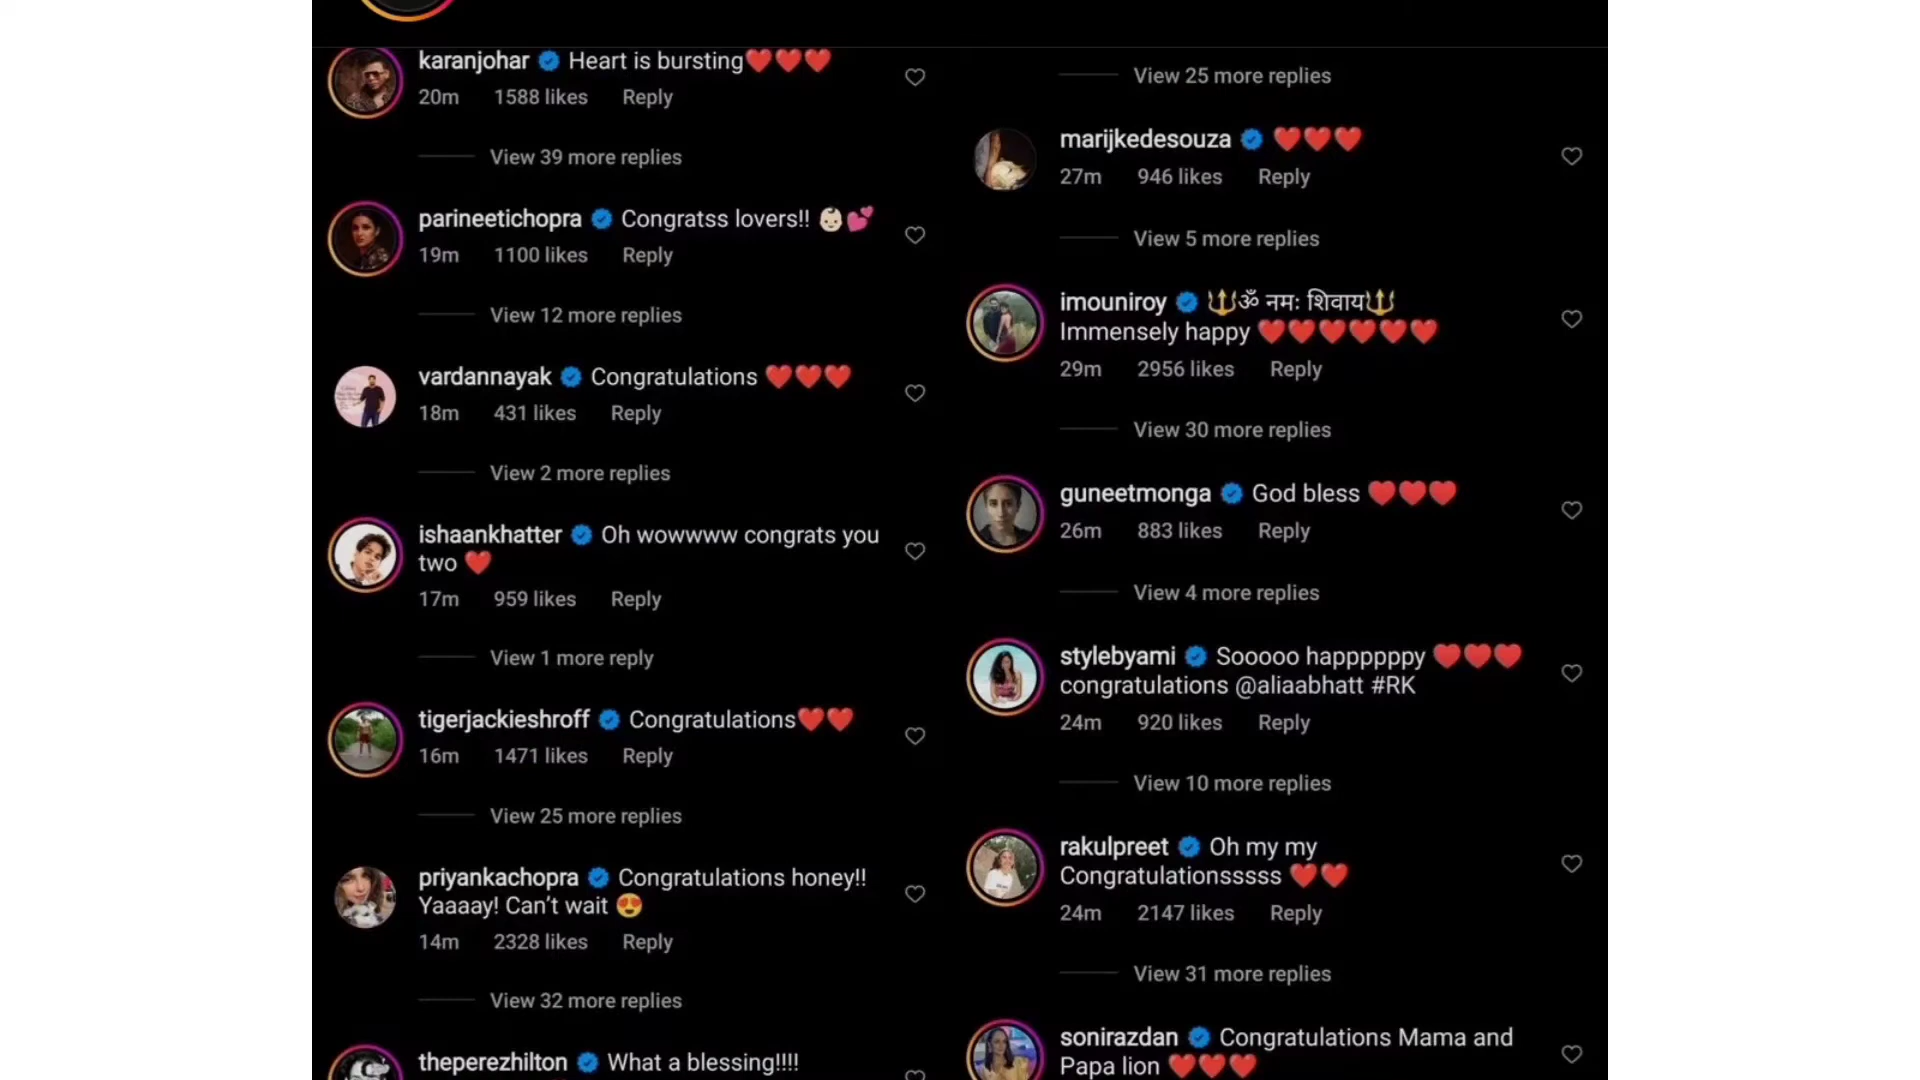 karanjohar Heart is bursting❤️❤️❤️
20m 1588 likes Reply
View 39 more replies
parineetichopra Congratss lovers!! 👶🏻💕
19m 1100 likes Reply
View 12 more replies
vardannayak Congratulations ❤️❤️❤️
18m 431 likes Reply
View 2 more replies
ishaankhatter Oh wowwww congrats you
two ❤️
17m 959 likes Reply
View 1 more reply
tigerjackieshroff Congratulations❤️❤️
16m 1471 likes Reply
View 25 more replies
priyankachopra Congratulations honey!!
Yaaaay! Can’t wait 😍
14m 2328 likes Reply
View 32 more replies
theperezhilton What a blessing!!!!
View 25 more replies
marijkedesouza ❤️❤️❤️
27m 946 likes Reply
View 5 more replies
imouniroy 🔱ॐ नमः शिवाय🔱
Immensely happy ❤️❤️❤️❤️❤️❤️
29m 2956 likes Reply
View 30 more replies
guneetmonga God bless ♥️♥️♥️
26m 883 likes Reply
View 4 more replies
stylebyami Sooooo happppppy ♥️♥️♥️
congratulations @aliaabhatt #RK
24m 920 likes Reply
View 10 more replies
rakulpreet Oh my my
Congratulationsssss ❤️❤️
24m 2147 likes Reply
View 31 more replies
sonirazdan Congratulations Mama and
Papa lion ❤️❤️❤️